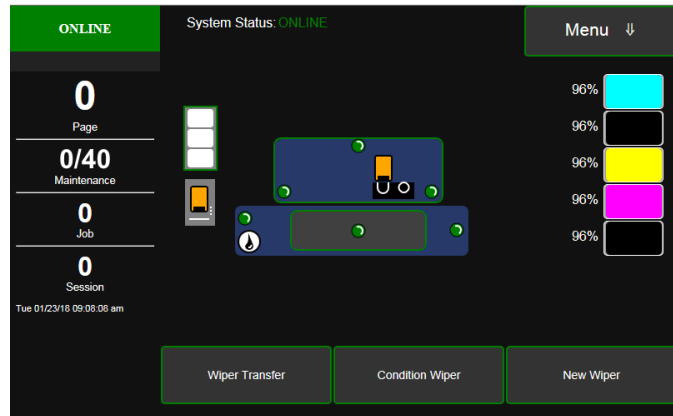 ONLINE
System Status: ONLINE
Menu ⇓
0
Page
0/40
Maintenance
0
Job
0
Session
Tue 01/23/18 09:08:08 am
96%
96%
96%
96%
96%
Wiper Transfer
Condition Wiper
New Wiper